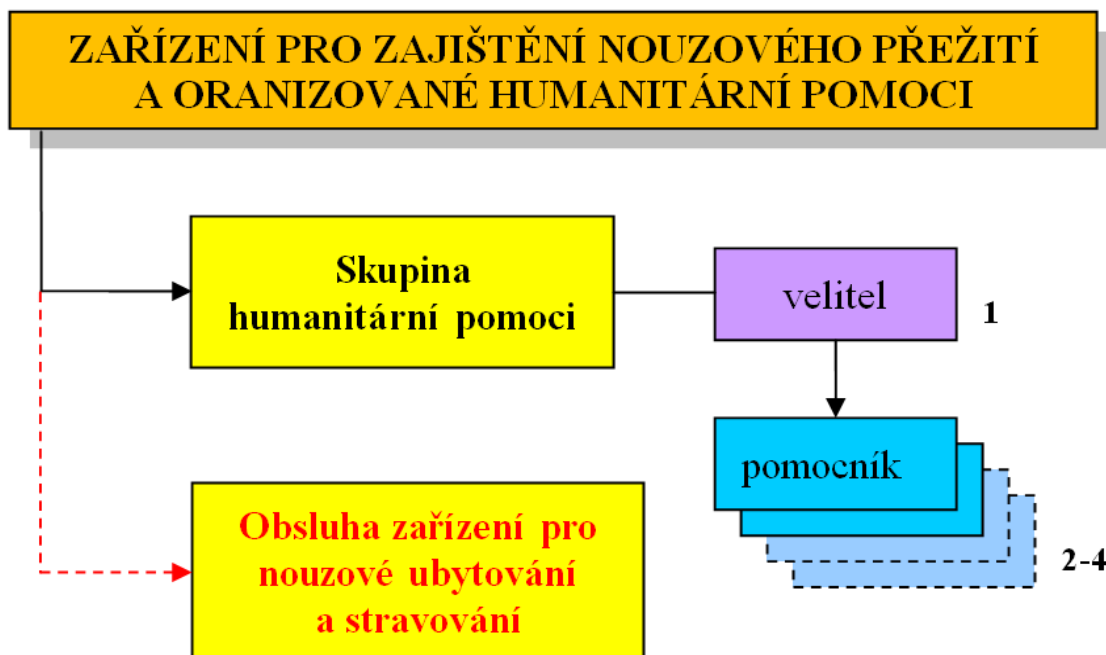 ZAŘÍZENÍ PRO ZAJIŠTĚNÍ NOUZOVÉHO PŘEŽITÍ
A ORANIZOVANÉ HUMANITÁRNÍ POMOCI
Skupina
humanitární pomoci
velitel
1
pomocník
2-4
Obsluha zařízení pro
nouzové ubytování
a stravování